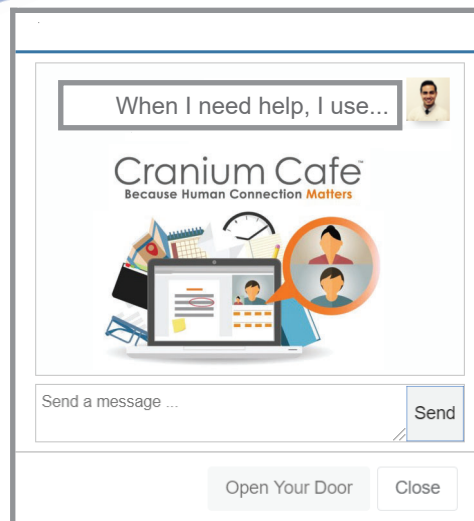 When I need help, I use...
Cranium Cafe™
Because Human Connection Matters
Send a message ...
Send
Open Your Door
Close